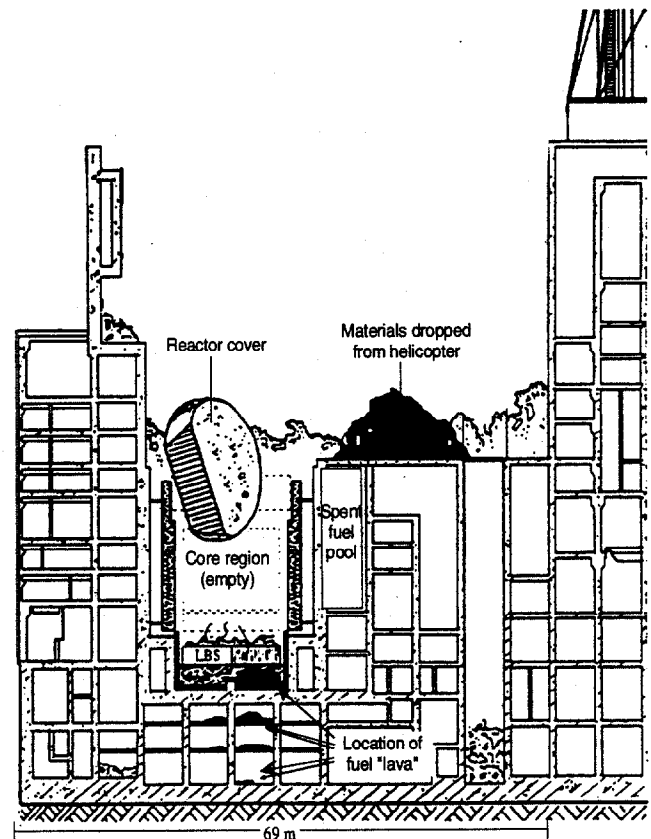 Reactor cover
Materials dropped
from helicopter
Spent
fuel
pool
Core region
(empty)
LBS
Location of
fuel "lava"
69 m